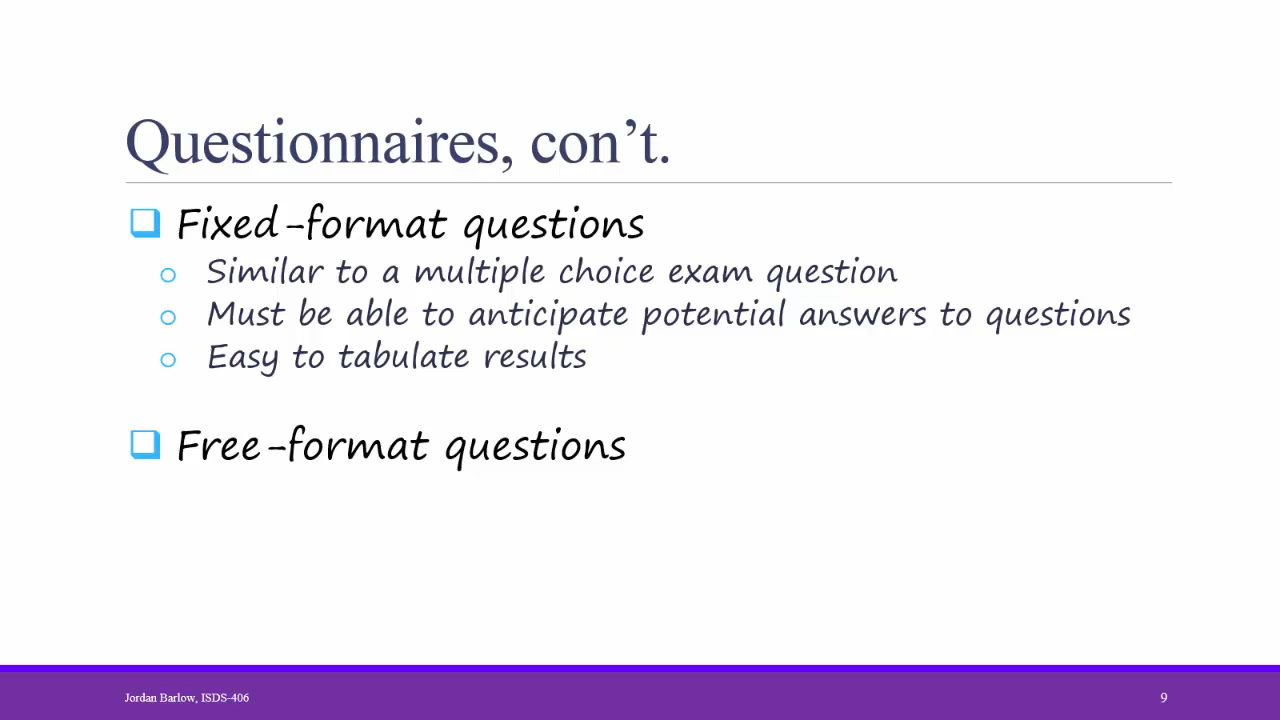 Questionnaires, con’t.
Fixed-format questions
Similar to a multiple choice exam question
Must be able to anticipate potential answers to questions
Easy to tabulate results
Free-format questions
Jordan Barlow, ISDS-406
9